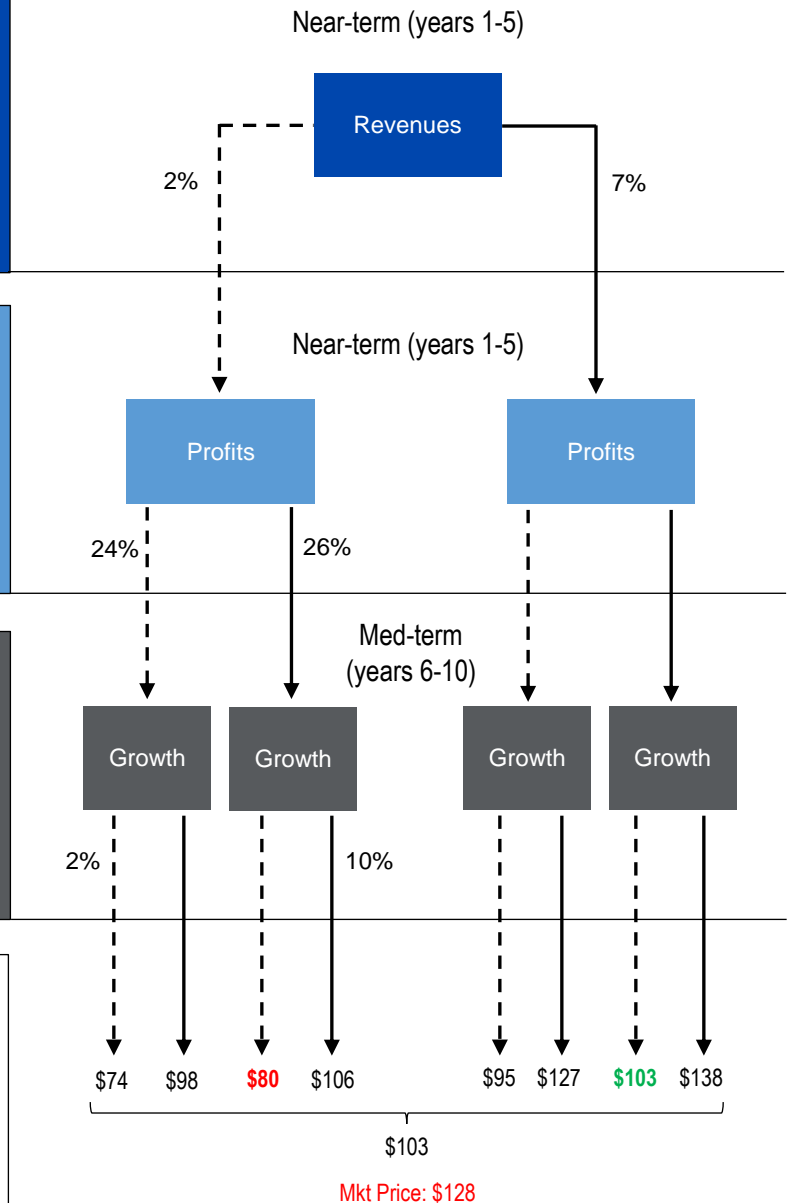 Near-term (years 1-5)
Revenues
2%
7%
Near-term (years 1-5)
Profits
Profits
24%
26%
Med-term
(years 6-10)
Growth
Growth
Growth
Growth
2%
10%
$74
$98
$80
$106
$95
$127
$103
$138
$103
Mkt Price: $128